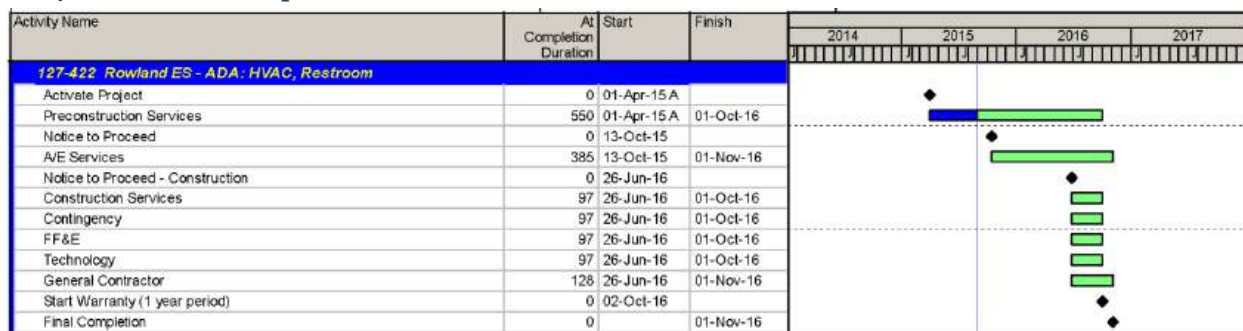 Activity Name At Completion Duration Start Finish
2014 2015 2016 2017
J J J J J J J J
127-422 Rowland ES - ADA: HVAC, Restroom
Activate Project 0 01-Apr-15 A
Preconstruction Services 550 01-Apr-15 A 01-Oct-16
Notice to Proceed 0 13-Oct-15
A/E Services 385 13-Oct-15 01-Nov-16
Notice to Proceed - Construction 0 26-Jun-16
Construction Services 97 26-Jun-16 01-Oct-16
Contingency 97 26-Jun-16 01-Oct-16
FF&E 97 26-Jun-16 01-Oct-16
Technology 97 26-Jun-16 01-Oct-16
General Contractor 128 26-Jun-16 01-Nov-16
Start Warranty (1 year period) 0 02-Oct-16
Final Completion 0 01-Nov-16